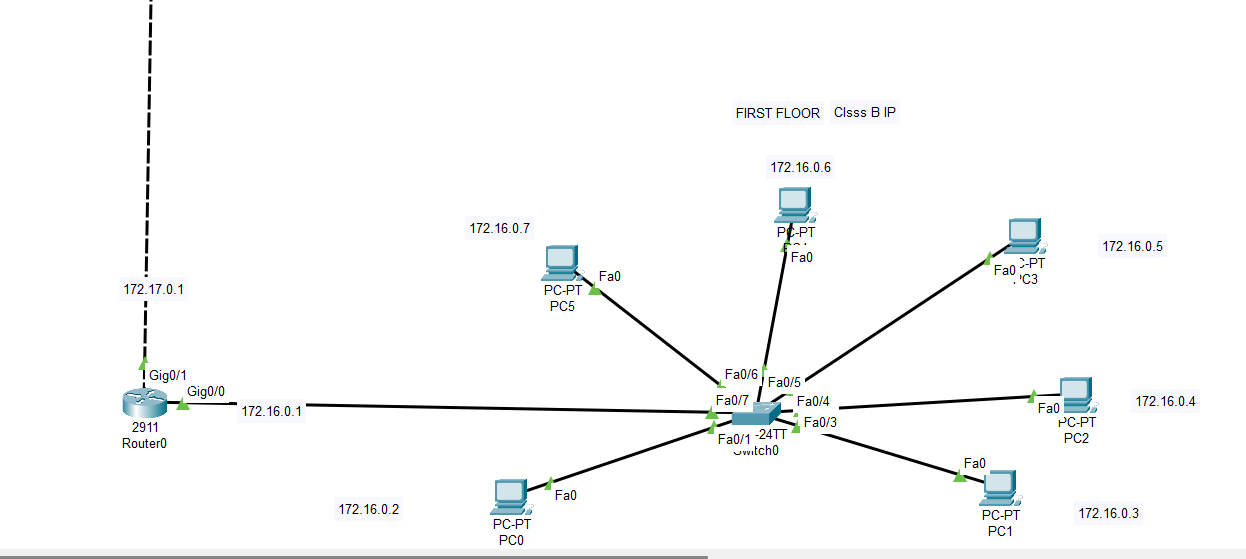 FIRST FLOOR
Clsss B IP
172.16.0.6
172.16.0.7
PC-PT
Fa0
172.16.0.5
Fa0
PC-PT
PC5
Fa0
172.17.0.1
Gig0/1
Gig0/0
Fa0/6
Fa0/5
Fa0/7
Fa0/4
172.16.0.1
Fa0/3
Fa0/1
2911
Router0
Fa0
PC-PT
PC2
172.16.0.4
Fa0
PC-PT
PC1
172.16.0.3
Fa0
PC-PT
PC0
172.16.0.2